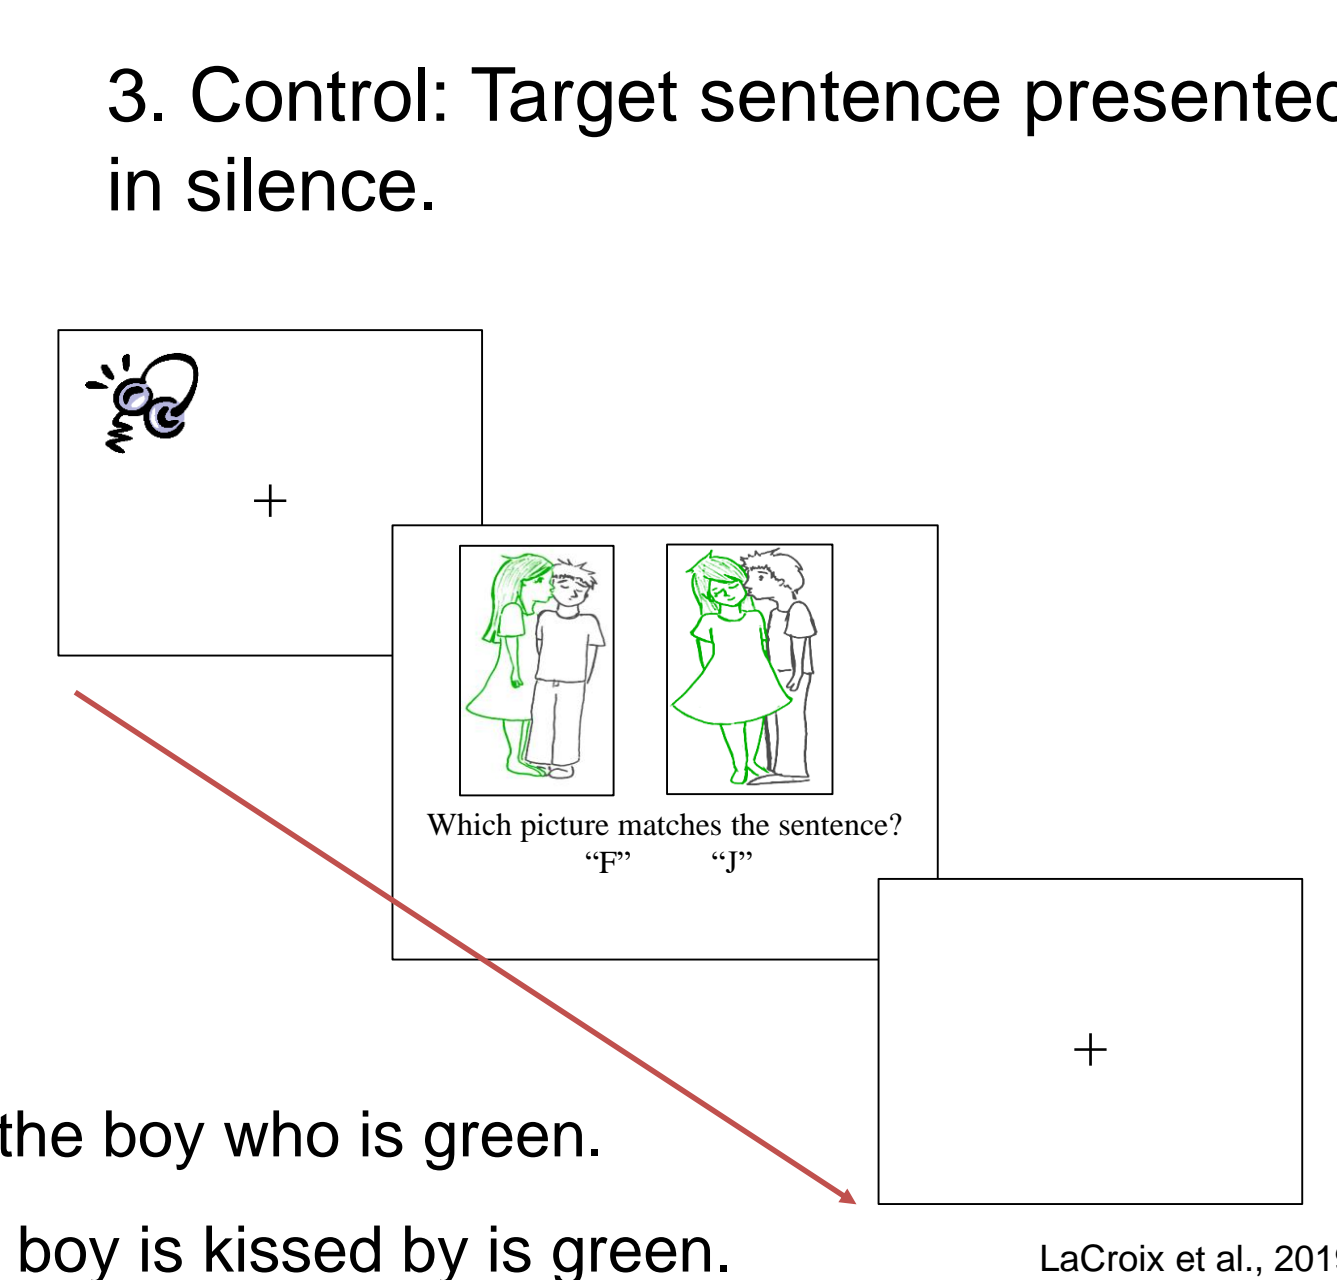 3. Control: Target sentence presented
in silence.
Which picture matches the sentence?
“F” “J”
the boy who is green.
boy is kissed by is green.
LaCroix et al., 2019